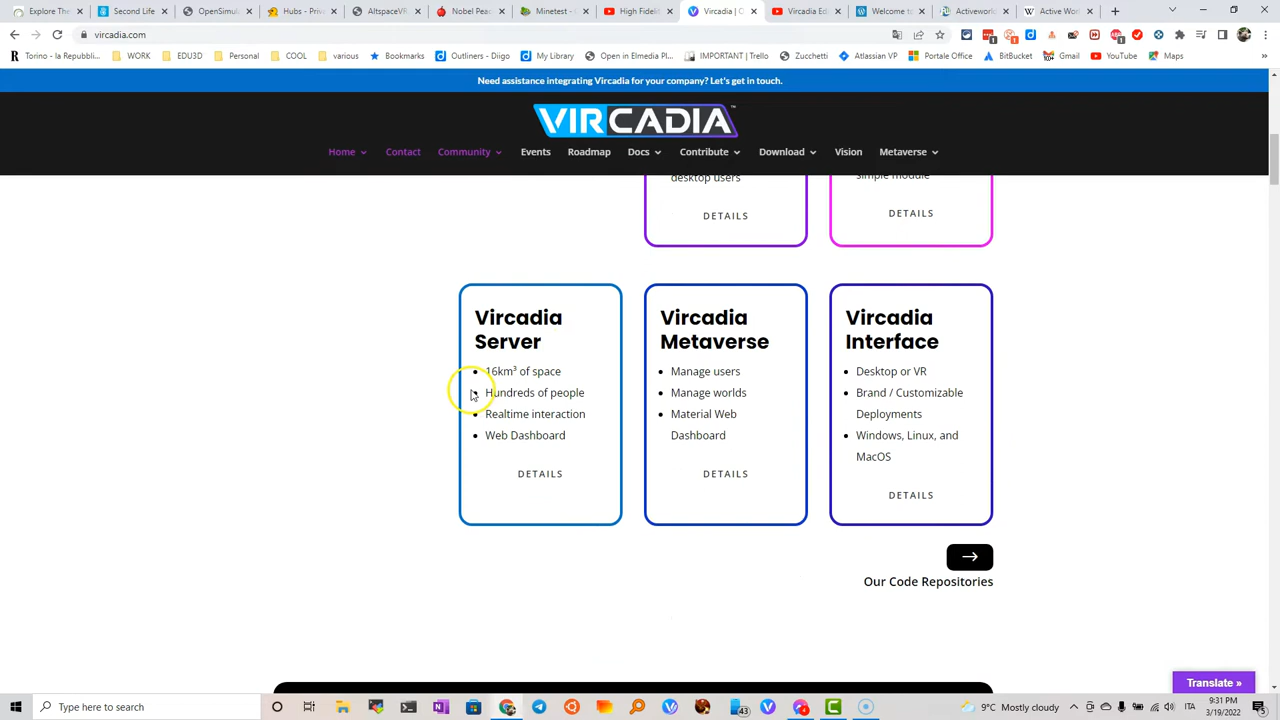 Explore The
Second Life
OpenSimul
Hubs - Priv
AltspaceVR
Nobel Peac
Minetest -
High Fideli
Vircadia |
Vircadia Ed
Welcome to
Activeworl
Active Wor
vircadia.com
Torino - la Repubbli...
WORK
EDU3D
Personal
COOL
various
Bookmarks
Outliners - Diigo
My Library
Open in Elmedia Pl...
IMPORTANT | Trello
Zucchetti
Atlassian VP
Portale Office
BitBucket
Gmail
YouTube
Maps
Need assistance integrating Vircadia for your company? Let's get in touch.
VIRCADIA™
Home
Contact
Community
Events
Roadmap
Docs
Contribute
Download
Vision
Metaverse
desktop users
simple module
DETAILS
DETAILS
Vircadia
Server
16km³ of space
Hundreds of people
Realtime interaction
Web Dashboard
DETAILS
Vircadia
Metaverse
Manage users
Manage worlds
Material Web
Dashboard
DETAILS
Vircadia
Interface
Desktop or VR
Brand / Customizable
Deployments
Windows, Linux, and
MacOS
DETAILS
Our Code Repositories
Translate »
Type here to search
43
9°C Mostly cloudy
ITA
9:31 PM
3/19/2022